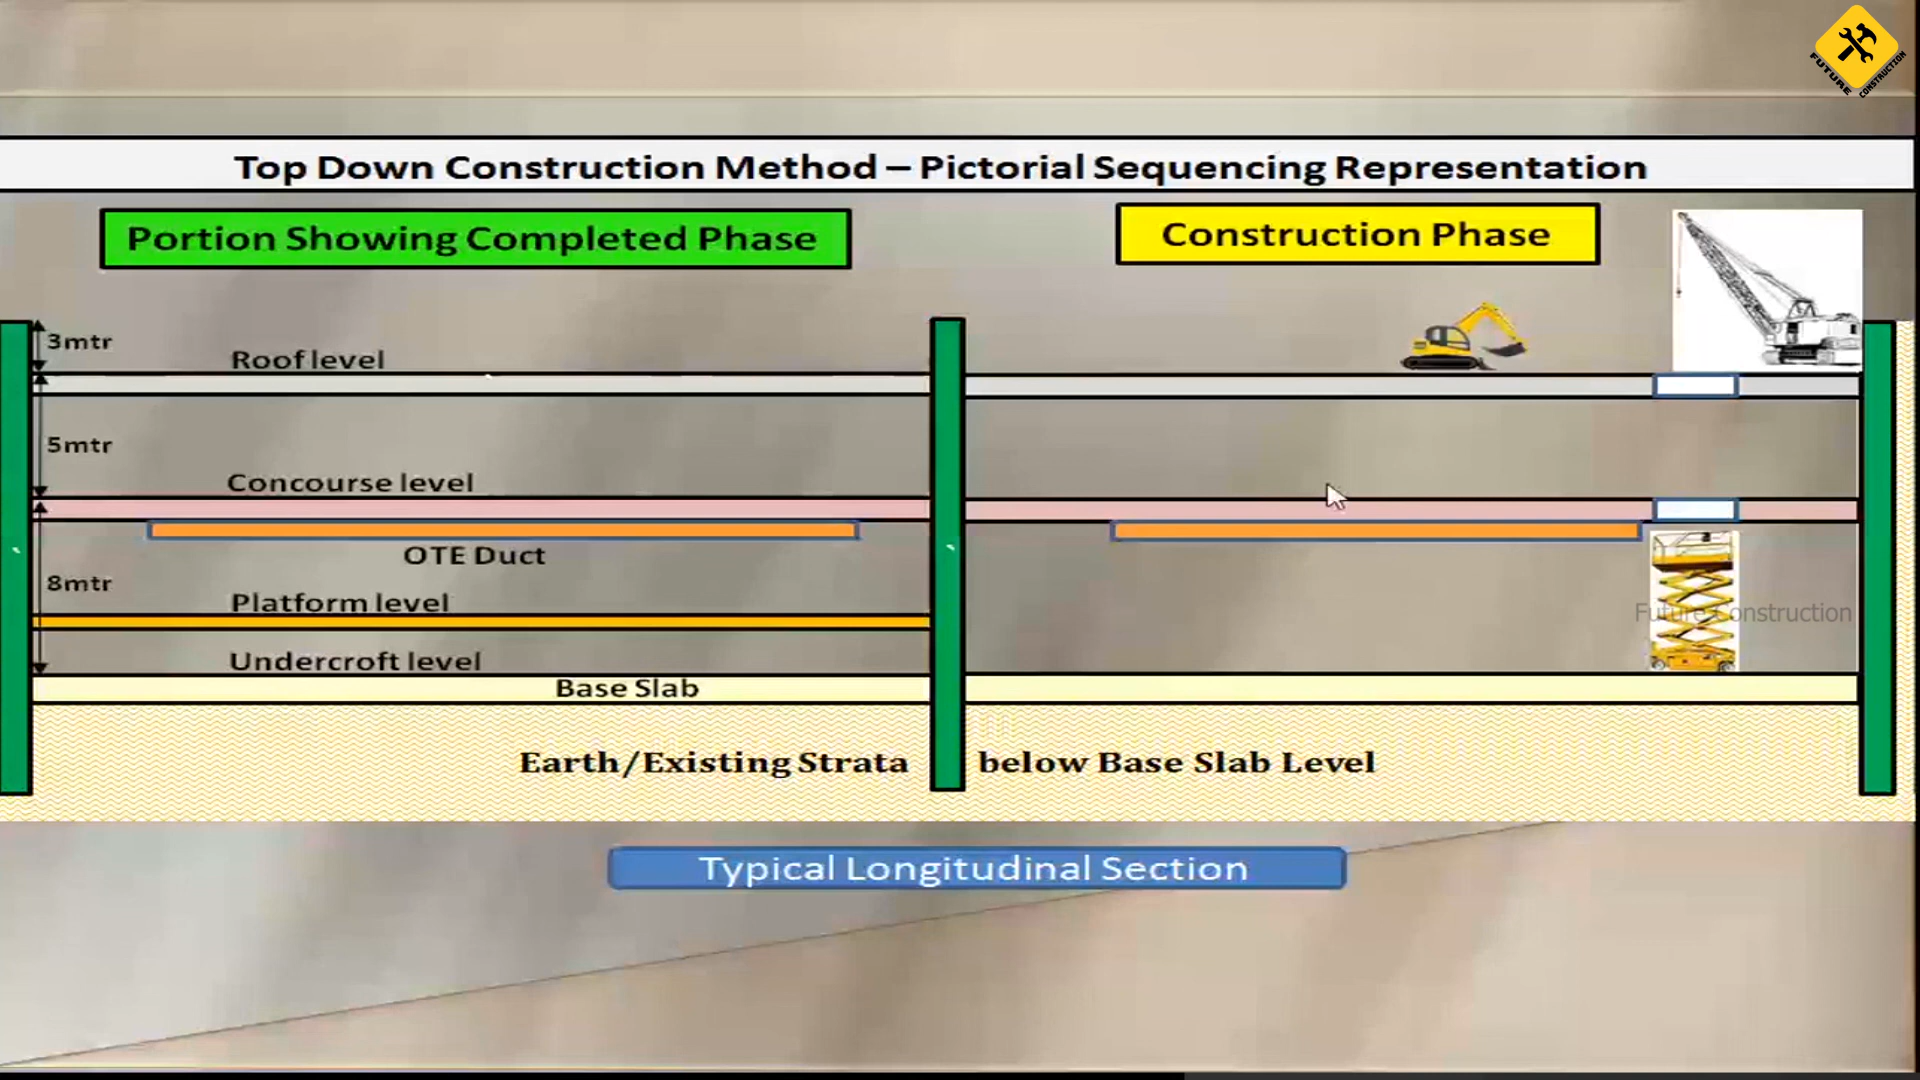 FUTURE CONSTRUCTION
Top Down Construction Method – Pictorial Sequencing Representation
Portion Showing Completed Phase
Construction Phase
3mtr
Roof level
5mtr
Concourse level
OTE Duct
8mtr
Platform level
Future Construction
Undercroft level
Base Slab
Earth/Existing Strata below Base Slab Level
Typical Longitudinal Section